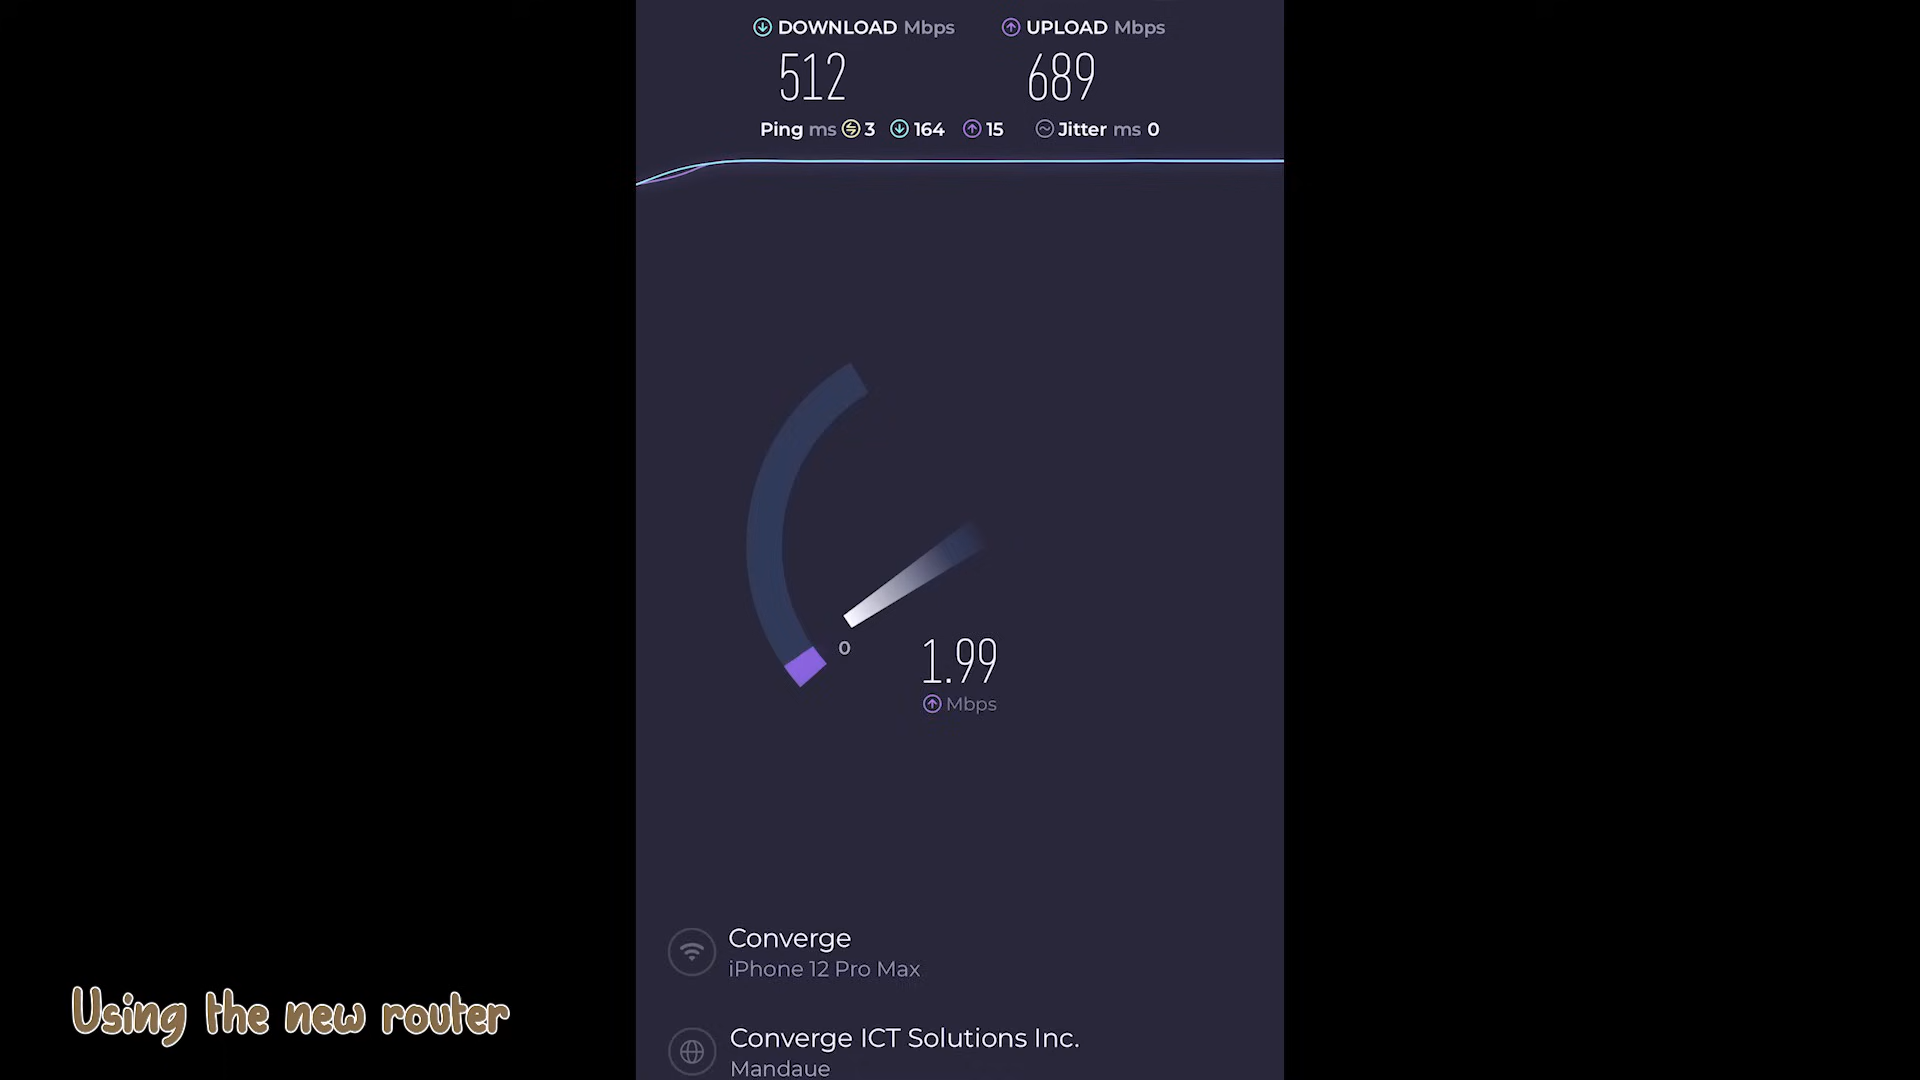 DOWNLOAD Mbps UPLOAD Mbps
512 689
Ping ms 3 164 15 Jitter ms 0
0
1.99
Mbps
Converge
iPhone 12 Pro Max
Using the new router
Converge ICT Solutions Inc.
Mandaue